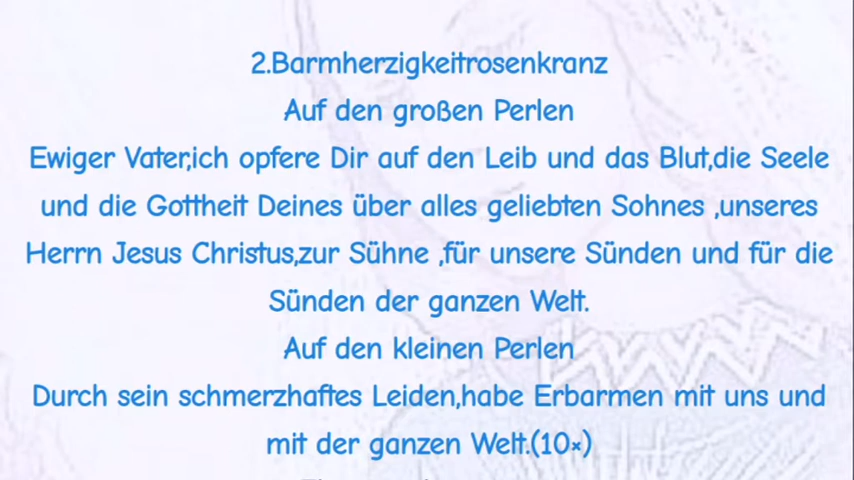 2.Barmherzigkeitrosenkranz
Auf den großen Perlen
Ewiger Vater,ich opfere Dir auf den Leib und das Blut,die Seele
und die Gottheit Deines über alles geliebten Sohnes ,unseres
Herrn Jesus Christus,zur Sühne ,für unsere Sünden und für die
Sünden der ganzen Welt.
Auf den kleinen Perlen
Durch sein schmerzhaftes Leiden,habe Erbarmen mit uns und
mit der ganzen Welt.(10×)